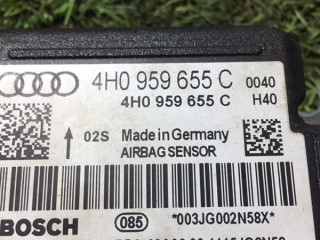 4H0 959 655 C 0040
4H0 959 655 C H40
02S Made in Germany
AIRBAG SENSOR
BOSCH 085 *003JG002N58X*